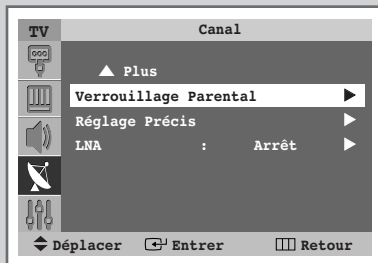 TV Canal
▲ Plus
Verrouillage Parental ▶
Réglage Précis ▶
LNA : Arrêt ▶
Déplacer Entrer Retour